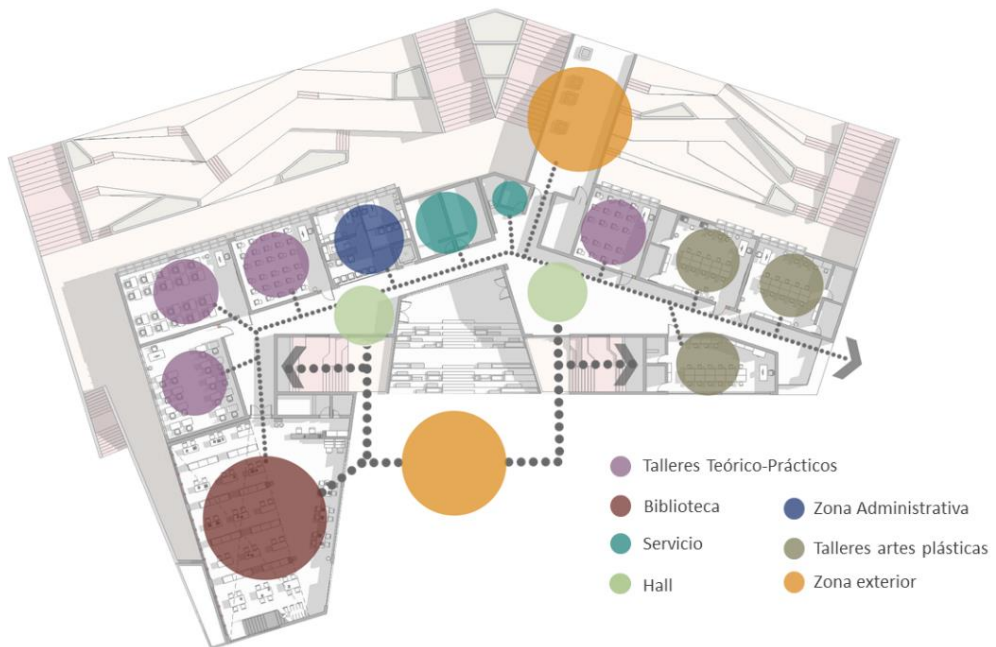 Talleres Teórico-Prácticos
Biblioteca
Servicio
Hall
Zona Administrativa
Talleres artes plásticas
Zona exterior